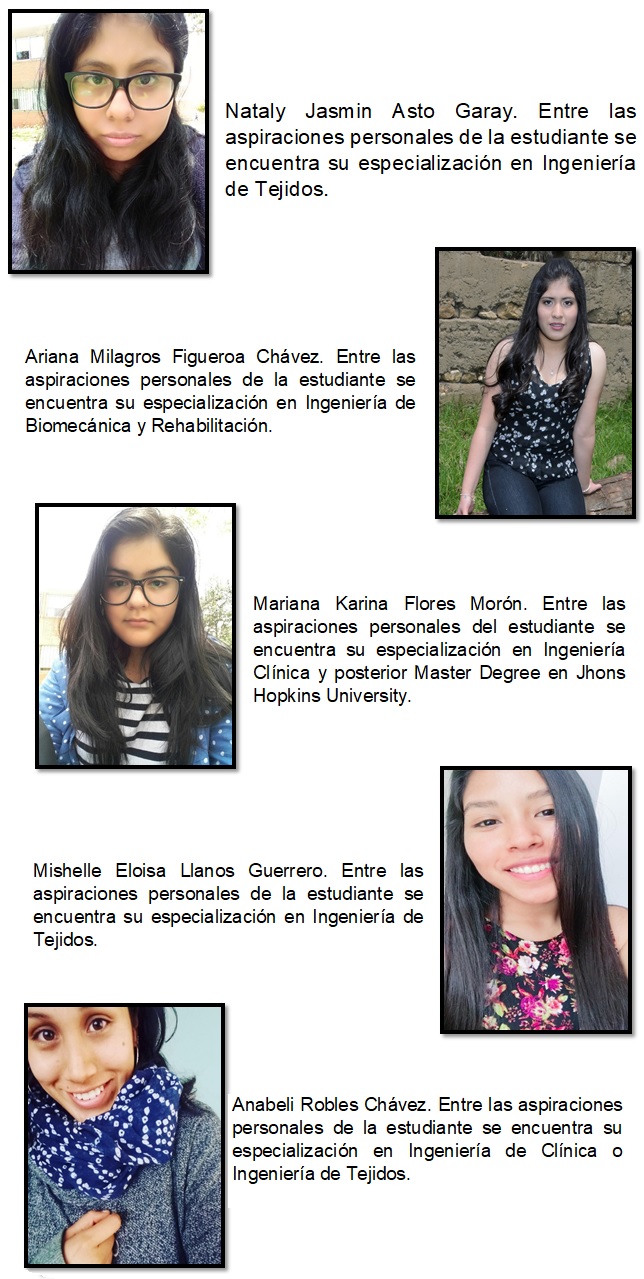 Nataly Jasmin Asto Garay. Entre las
aspiraciones personales de la estudiante se
encuentra su especialización en Ingeniería
de Tejidos.
Ariana Milagros Figueroa Chávez. Entre las
aspiraciones personales de la estudiante se
encuentra su especialización en Ingeniería de
Biomecánica y Rehabilitación.
Mariana Karina Flores Morón. Entre las
aspiraciones personales del estudiante se
encuentra su especialización en Ingeniería
Clínica y posterior Master Degree en Jhons
Hopkins University.
Mishelle Eloisa Llanos Guerrero. Entre las
aspiraciones personales de la estudiante se
encuentra su especialización en Ingeniería de
Tejidos.
Anabeli Robles Chávez. Entre las aspiraciones
personales de la estudiante se encuentra su
especialización en Ingeniería de Clínica o
Ingeniería de Tejidos.